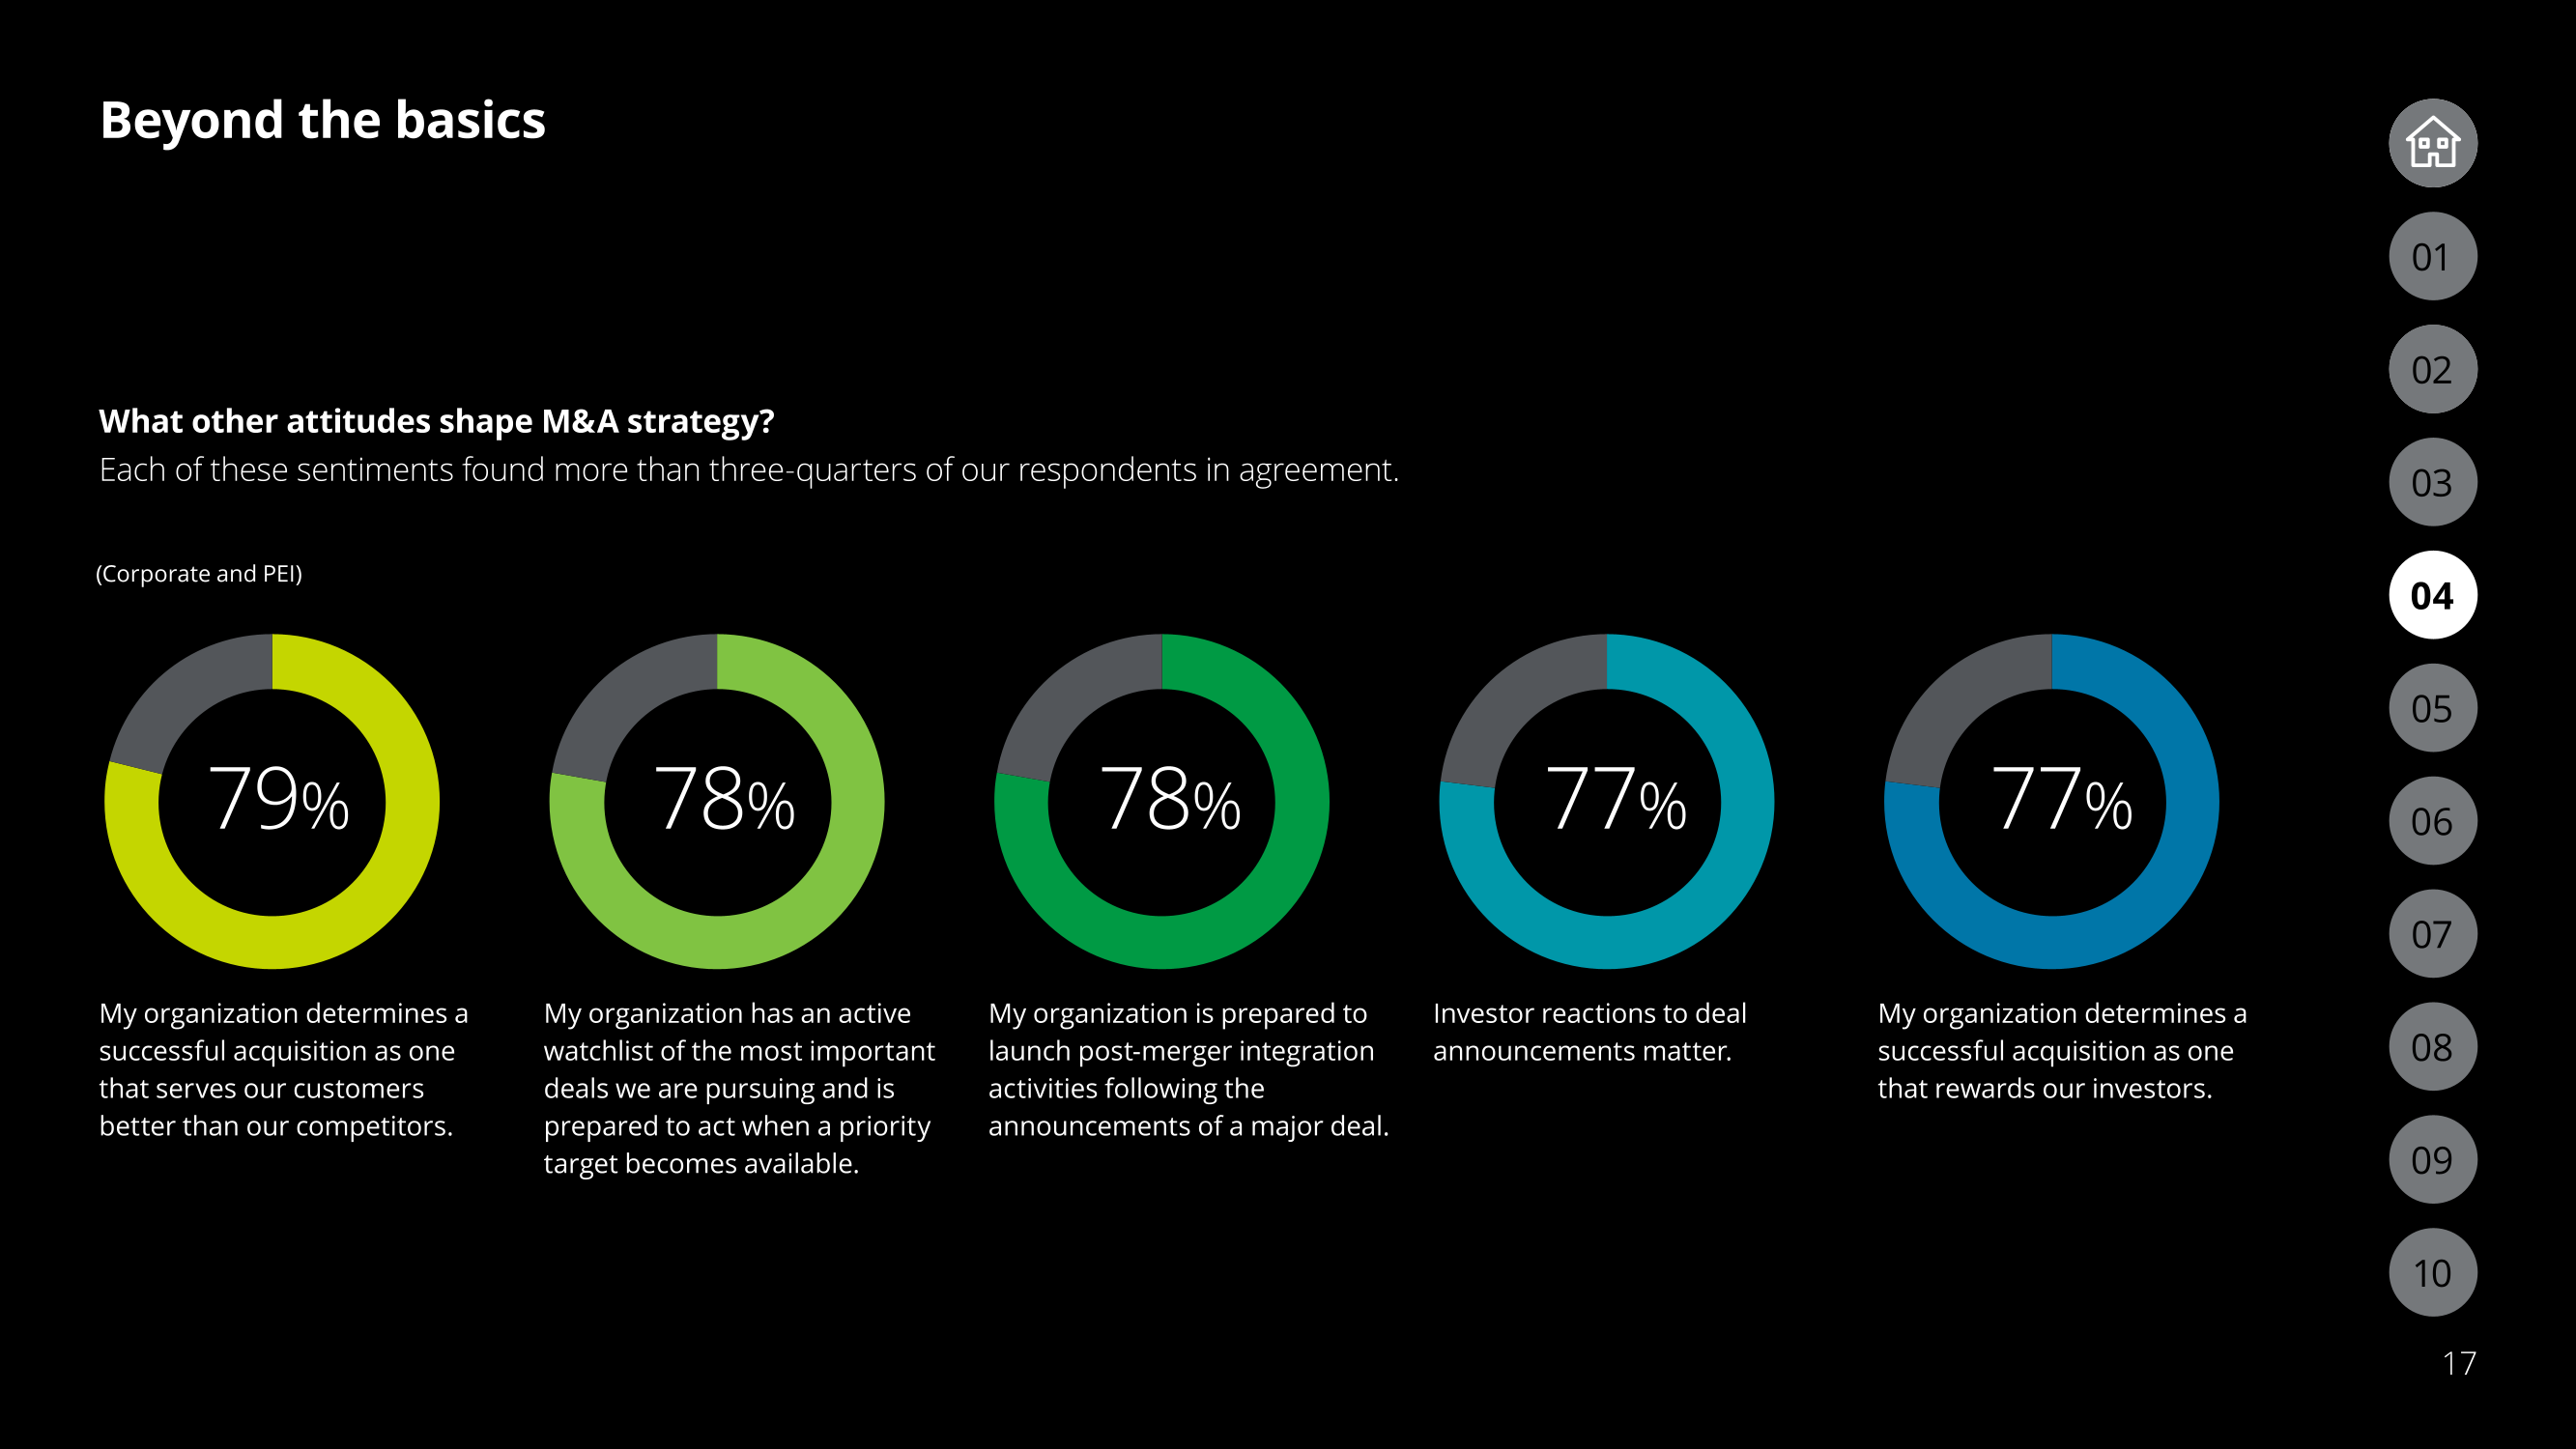 Beyond the basics
What other attitudes shape M&A strategy?
Each of these sentiments found more than three-quarters of our respondents in agreement.
(Corporate and PEI)
79%
My organization determines a
successful acquisition as one
that serves our customers
better than our competitors.
78%
My organization has an active
watchlist of the most important
deals we are pursuing and is
prepared to act when a priority
target becomes available.
78%
My organization is prepared to
launch post-merger integration
activities following the
announcements of a major deal.
77%
Investor reactions to deal
announcements matter.
77%
My organization determines a
successful acquisition as one
that rewards our investors.
01
02
03
04
05
06
07
08
09
10
17